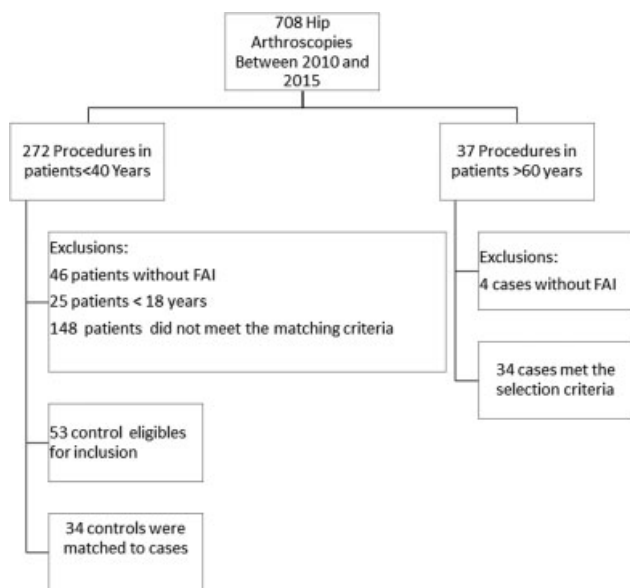 708 Hip
Arthroscopies
Between 2010 and
2015
272 Procedures in
patients<40 Years
37 Procedures in
patients >60 years
Exclusions:
46 patients without FAI
25 patients < 18 years
148 patients did not meet the matching criteria
Exclusions:
4 cases without FAI
34 cases met the
selection criteria
53 control eligibles
for inclusion
34 controls were
matched to cases